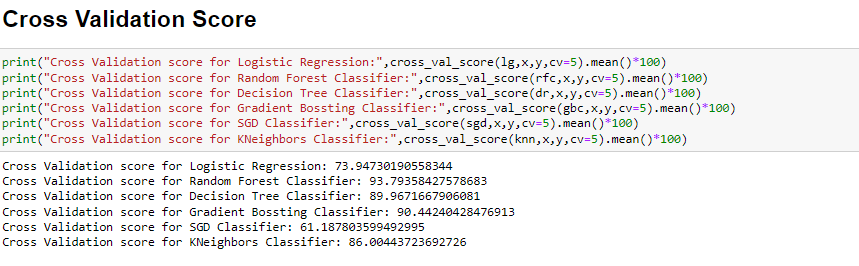 Cross Validation Score
print("Cross Validation score for Logistic Regression:",cross_val_score(lg,x,y,cv=5).mean()*100)
print("Cross Validation score for Random Forest Classifier:",cross_val_score(rfc,x,y,cv=5).mean()*100)
print("Cross Validation score for Decision Tree Classifier:",cross_val_score(dr,x,y,cv=5).mean()*100)
print("Cross Validation score for Gradient Bossting Classifier:",cross_val_score(gbc,x,y,cv=5).mean()*100)
print("Cross Validation score for SGD Classifier:",cross_val_score(sgd,x,y,cv=5).mean()*100)
print("Cross Validation score for KNeighbors Classifier:",cross_val_score(knn,x,y,cv=5).mean()*100)
Cross Validation score for Logistic Regression: 73.94730190558344
Cross Validation score for Random Forest Classifier: 93.79358427578683
Cross Validation score for Decision Tree Classifier: 89.9671667906081
Cross Validation score for Gradient Bossting Classifier: 90.44240428476913
Cross Validation score for SGD Classifier: 61.187803599492995
Cross Validation score for KNeighbors Classifier: 86.00443723692726